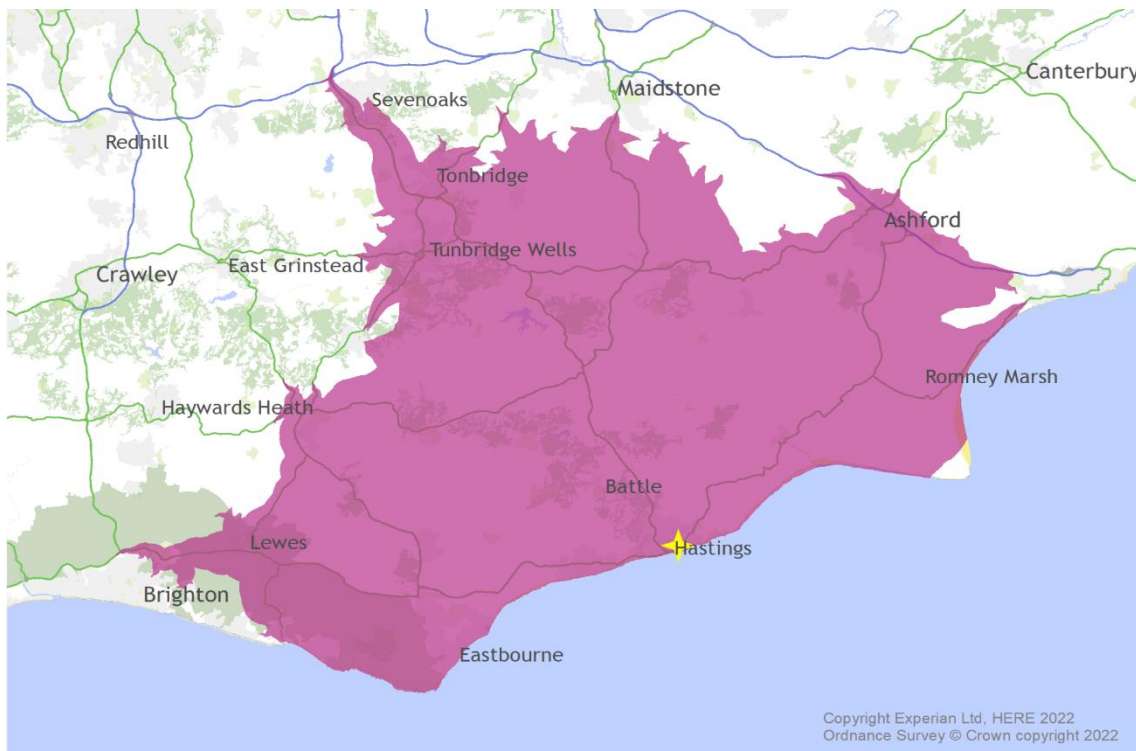 Canterbury
Maidstone
Sevenoaks
Redhill
Tonbridge
Ashford
Tunbridge Wells
East Grinstead
Crawley
Romney Marsh
Haywards Heath
Battle
Lewes
Hastings
Brighton
Eastbourne
Copyright Experian Ltd, HERE 2022
Ordnance Survey © Crown copyright 2022